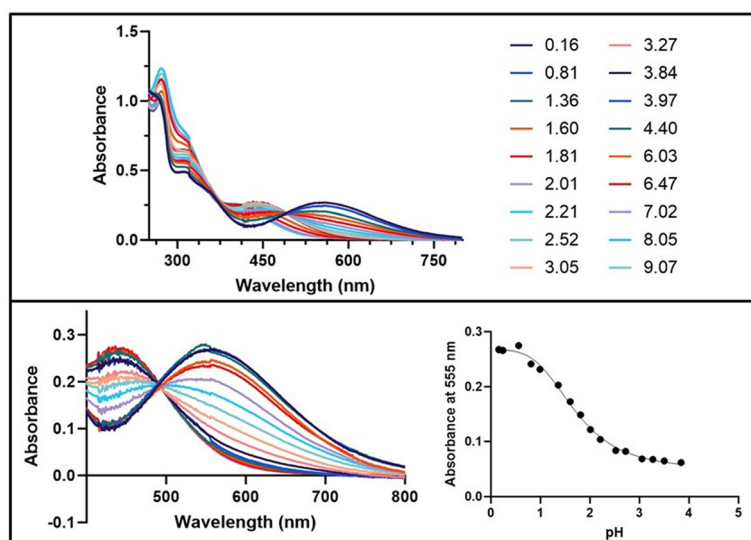 1.5
1.0
0.5
0.0
Absorbance
300 450 600 750
Wavelength (nm)
0.16 3.27
0.81 3.84
1.36 3.97
1.60 4.40
1.81 6.03
2.01 6.47
2.21 7.02
2.52 8.05
3.05 9.07
0.3
0.2
0.1
0.0
-0.1
Absorbance
500 600 700 800
Wavelength (nm)
0.3
0.2
0.1
0.0
Absorbance at 555 nm
0 1 2 3 4 5
pH